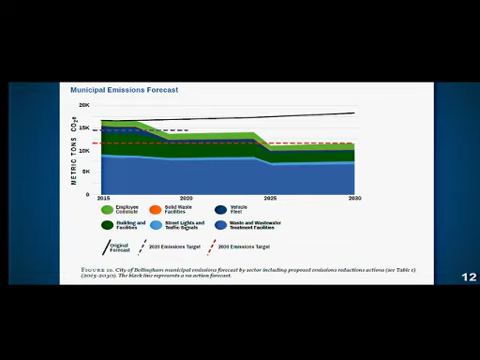 Municipal Emissions Forecast
METRIC TONS CO2e
20K
15K
10K
5K
0
2015 2020 2025 2030
Employee Commute
Solid Waste Facilities
Vehicle Fleet
Building and Facilities
Street Lights and Traffic Signals
Waste and Wastewater Treatment Facilities
Original Forecast
2020 Emissions Target
2030 Emissions Target
FIGURE 10. City of Bellingham municipal emissions forecast by sector including proposed emissions reductions actions (see Table 1)
(2015-2030). The black line represents a no action forecast.
12